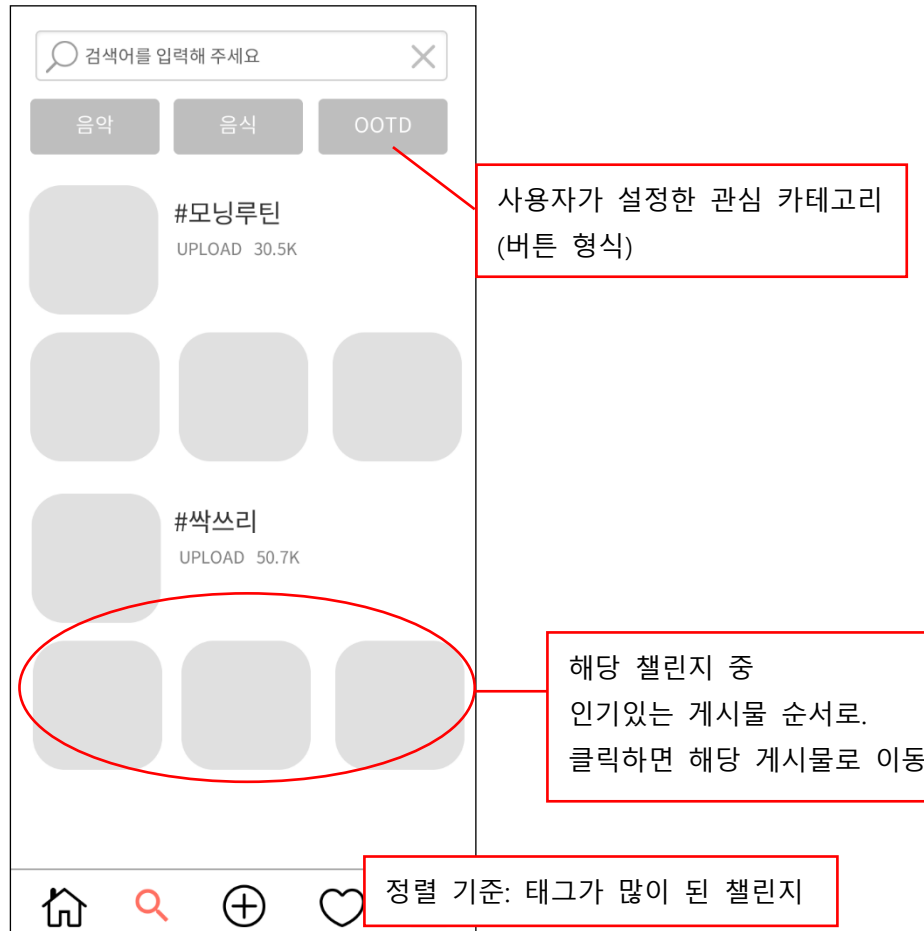 검색어를 입력해 주세요
음악 음식 OOTD
사용자가 설정한 관심 카테고리
(버튼 형식)
#모닝루틴
UPLOAD 30.5K
#싹쓰리
UPLOAD 50.7K
해당 챌린지 중
인기있는 게시물 순서로.
클릭하면 해당 게시물로 이동
정렬 기준: 태그가 많이 된 챌린지